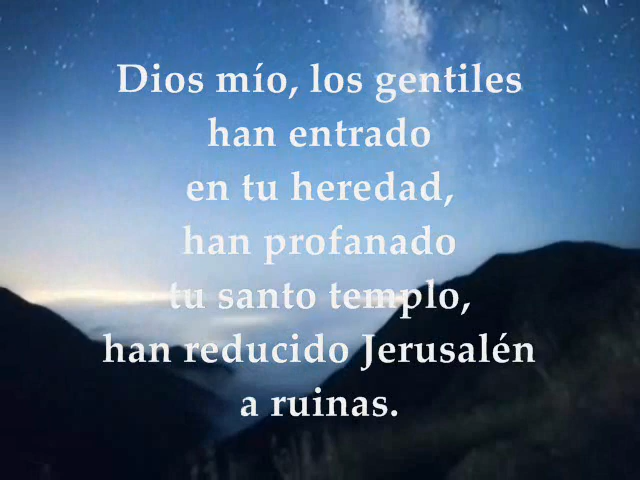 Dios mío, los gentiles
han entrado
en tu heredad,
han profanado
tu santo templo,
han reducido Jerusalén
a ruinas.